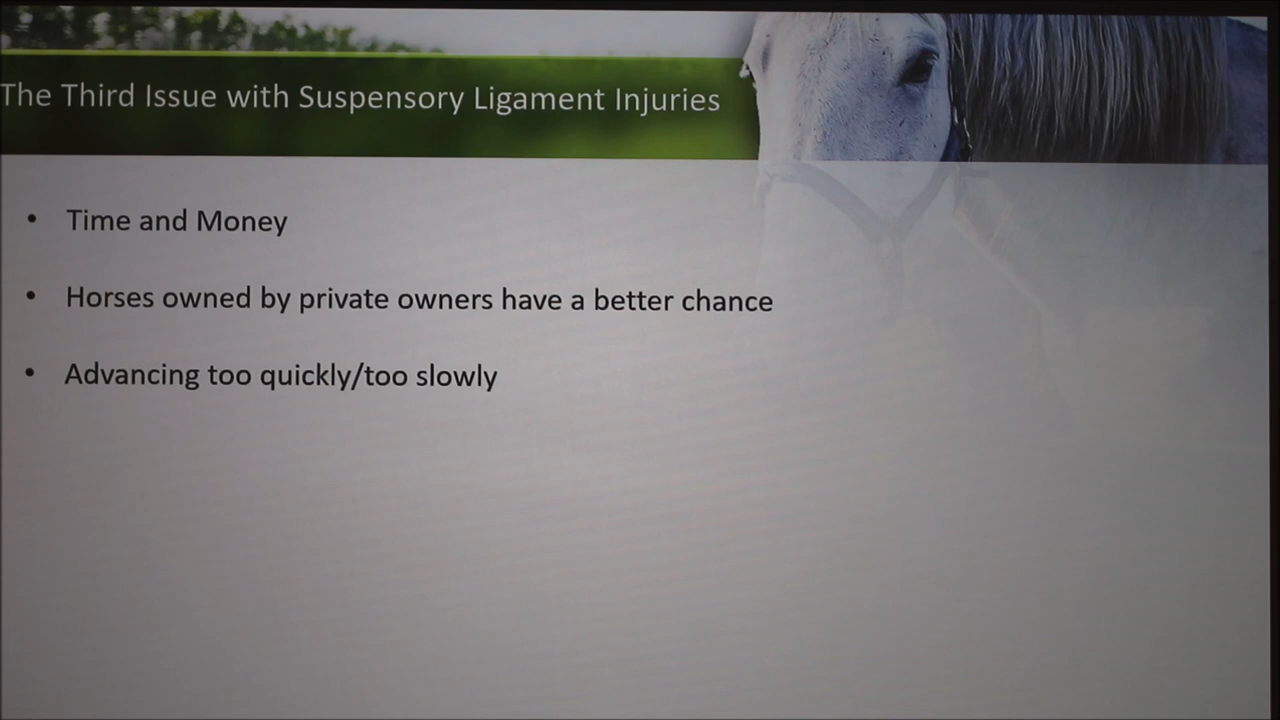 The Third Issue with Suspensory Ligament Injuries
• Time and Money
• Horses owned by private owners have a better chance
• Advancing too quickly/too slowly